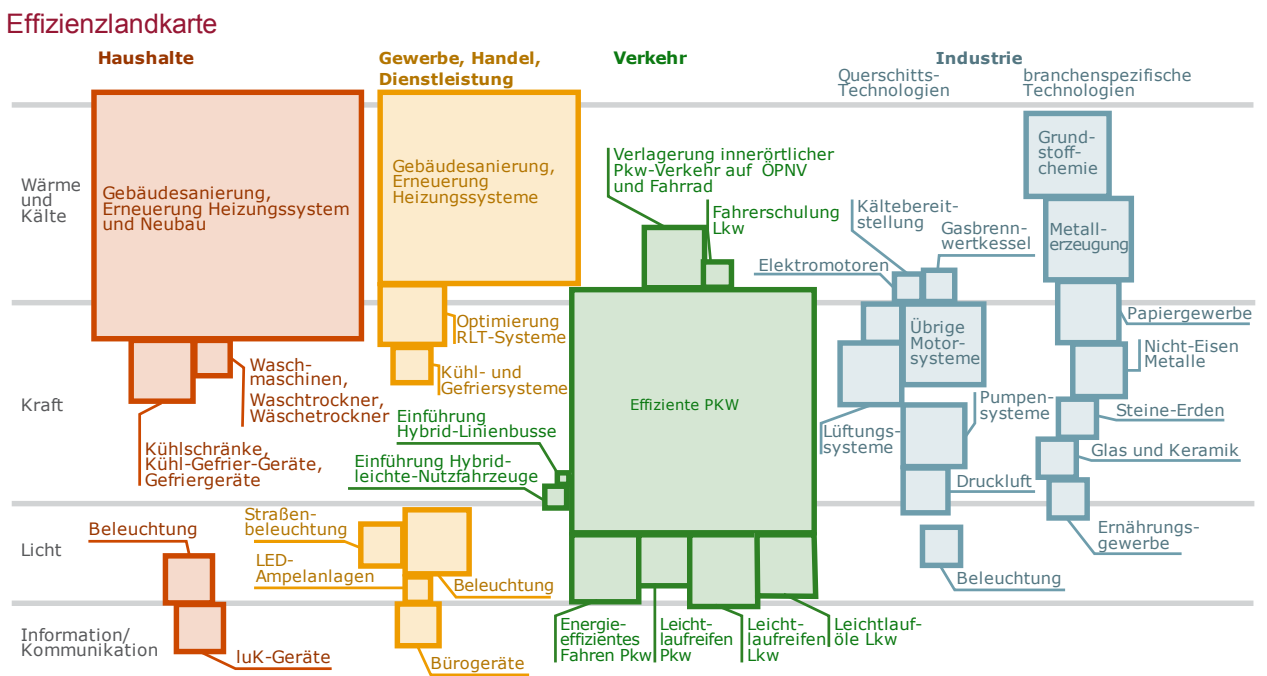 Effizienzlandkarte
Haushalte
Gewerbe, Handel,
Dienstleistung
Verkehr
Industrie
Querschitts-
Technologien
branchenspezifische
Technologien
Wärme
und
Kälte
Kraft
Licht
Information/
Kommunikation
Gebäudesanierung,
Erneuerung Heizungssystem
und Neubau
Wasch-
maschinen,
Waschtrockner,
Wäschetrockner
Kühlschränke,
Kühl-Gefrier-Geräte,
Gefriergeräte
Beleuchtung
IuK-Geräte
Gebäudesanierung,
Erneuerung
Heizungssysteme
Optimierung
RLT-Systeme
Kühl- und
Gefriersysteme
Straßen-
beleuchtung
LED-
Ampelanlagen
Beleuchtung
Bürogeräte
Verlagerung innerörtlicher
Pkw-Verkehr auf ÖPNV
und Fahrrad
Fahrerschulung
Lkw
Effiziente PKW
Einführung
Hybrid-Linienbusse
Einführung Hybrid-
leichte-Nutzfahrzeuge
Energie-
effizientes
Fahren Pkw
Leicht-
laufreifen
Pkw
Leicht-
laufreifen
Lkw
Leichtlauf-
öle Lkw
Kältebereit-
stellung
Gasbrenn-
wertkessel
Elektromotoren
Übrige
Motor-
systeme
Lüftungs-
systeme
Pumpen-
systeme
Druckluft
Beleuchtung
Grund-
stoff-
chemie
Metall-
erzeugung
Papiergewerbe
Nicht-Eisen
Metalle
Steine-Erden
Glas und Keramik
Ernährungs-
gewerbe